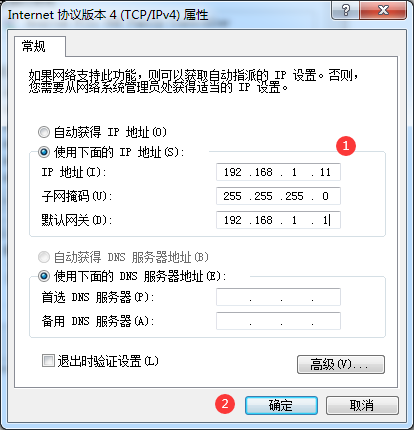 Internet 协议版本 4 (TCP/IPv4) 属性
常规
如果网络支持此功能，则可以获取自动指派的 IP 设置。否则，
您需要从网络系统管理员处获得适当的 IP 设置。
自动获得 IP 地址(O)
使用下面的 IP 地址(S):
1
IP 地址(I): 192 .168 . 1 . 11
子网掩码(U): 255 .255 .255 . 0
默认网关(D): 192 .168 . 1 . 1
自动获得 DNS 服务器地址(B)
使用下面的 DNS 服务器地址(E):
首选 DNS 服务器(P): . . .
备用 DNS 服务器(A): . . .
退出时验证设置(L)
高级(V)...
2
确定
取消